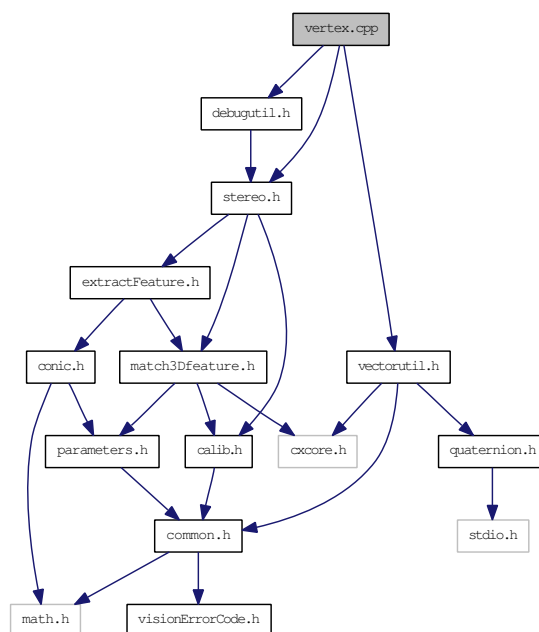 vertex.cpp
debugutil.h
stereo.h
extractFeature.h
conic.h
match3Dfeature.h
vectorutil.h
parameters.h
calib.h
cxcore.h
quaternion.h
common.h
stdio.h
math.h
visionErrorCode.h